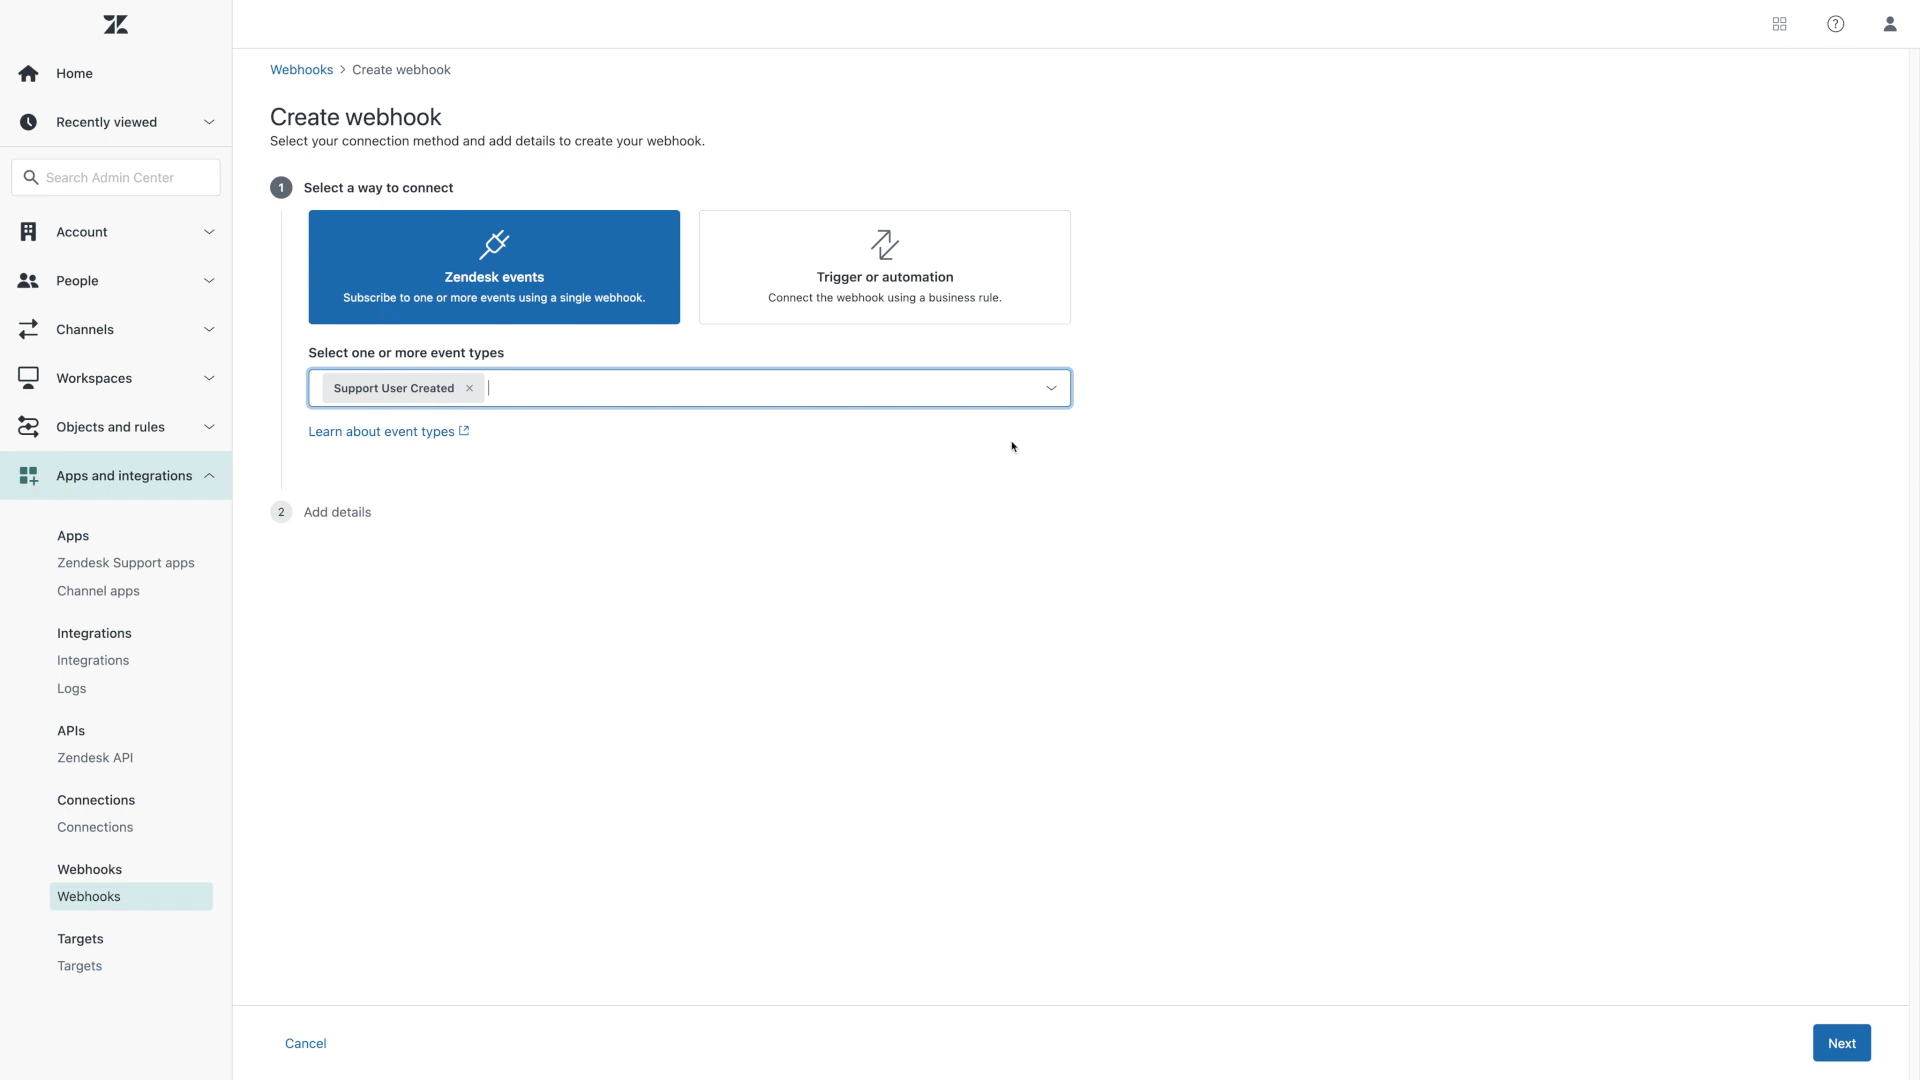 Home
Recently viewed
Search Admin Center
Account
People
Channels
Workspaces
Objects and rules
Apps and integrations
Apps
Zendesk Support apps
Channel apps
Integrations
Integrations
Logs
APIs
Zendesk API
Connections
Connections
Webhooks
Webhooks
Targets
Targets
Webhooks > Create webhook
Create webhook
Select your connection method and add details to create your webhook.
1 Select a way to connect
Zendesk events
Subscribe to one or more events using a single webhook.
Trigger or automation
Connect the webhook using a business rule.
Select one or more event types
Support User Created ×
Learn about event types
2 Add details
Cancel
Next